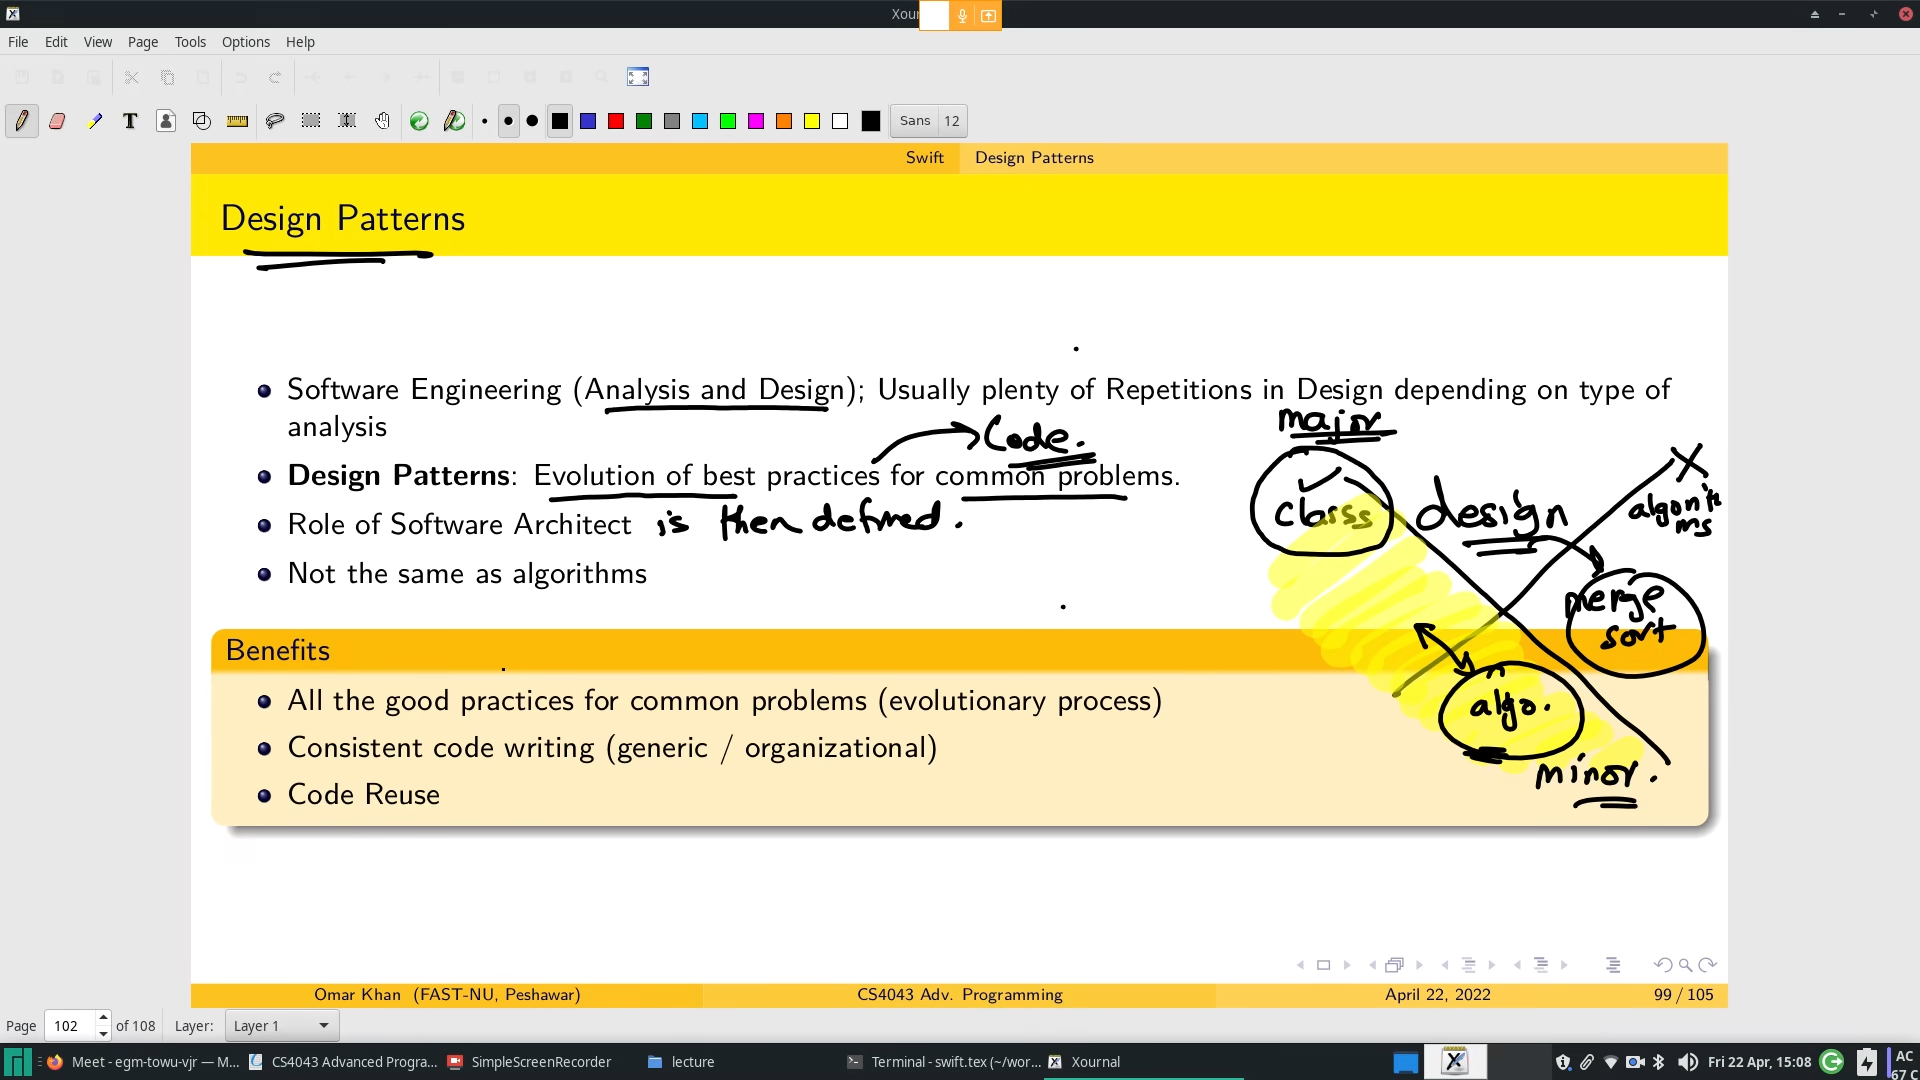 Xour
File Edit View Page Tools Options Help
T Sans 12
Swift Design Patterns
Design Patterns
Software Engineering (Analysis and Design); Usually plenty of Repetitions in Design depending on type of
analysis
major
Code.
Design Patterns: Evolution of best practices for common problems.
Role of Software Architect is then defined.
Not the same as algorithms
classs design
algorit
ms
merge
sort
Benefits
All the good practices for common problems (evolutionary process)
algo.
Consistent code writing (generic / organizational)
minor.
Code Reuse
Omar Khan (FAST-NU, Peshawar) CS4043 Adv. Programming April 22, 2022 99 / 105
Page 102 of 108 Layer: Layer 1
Meet - egm-towu-vjr — M... CS4043 Advanced Progra... SimpleScreenRecorder lecture Terminal - swift.tex (~/wor... Xournal Fri 22 Apr, 15:08 AC
67 C